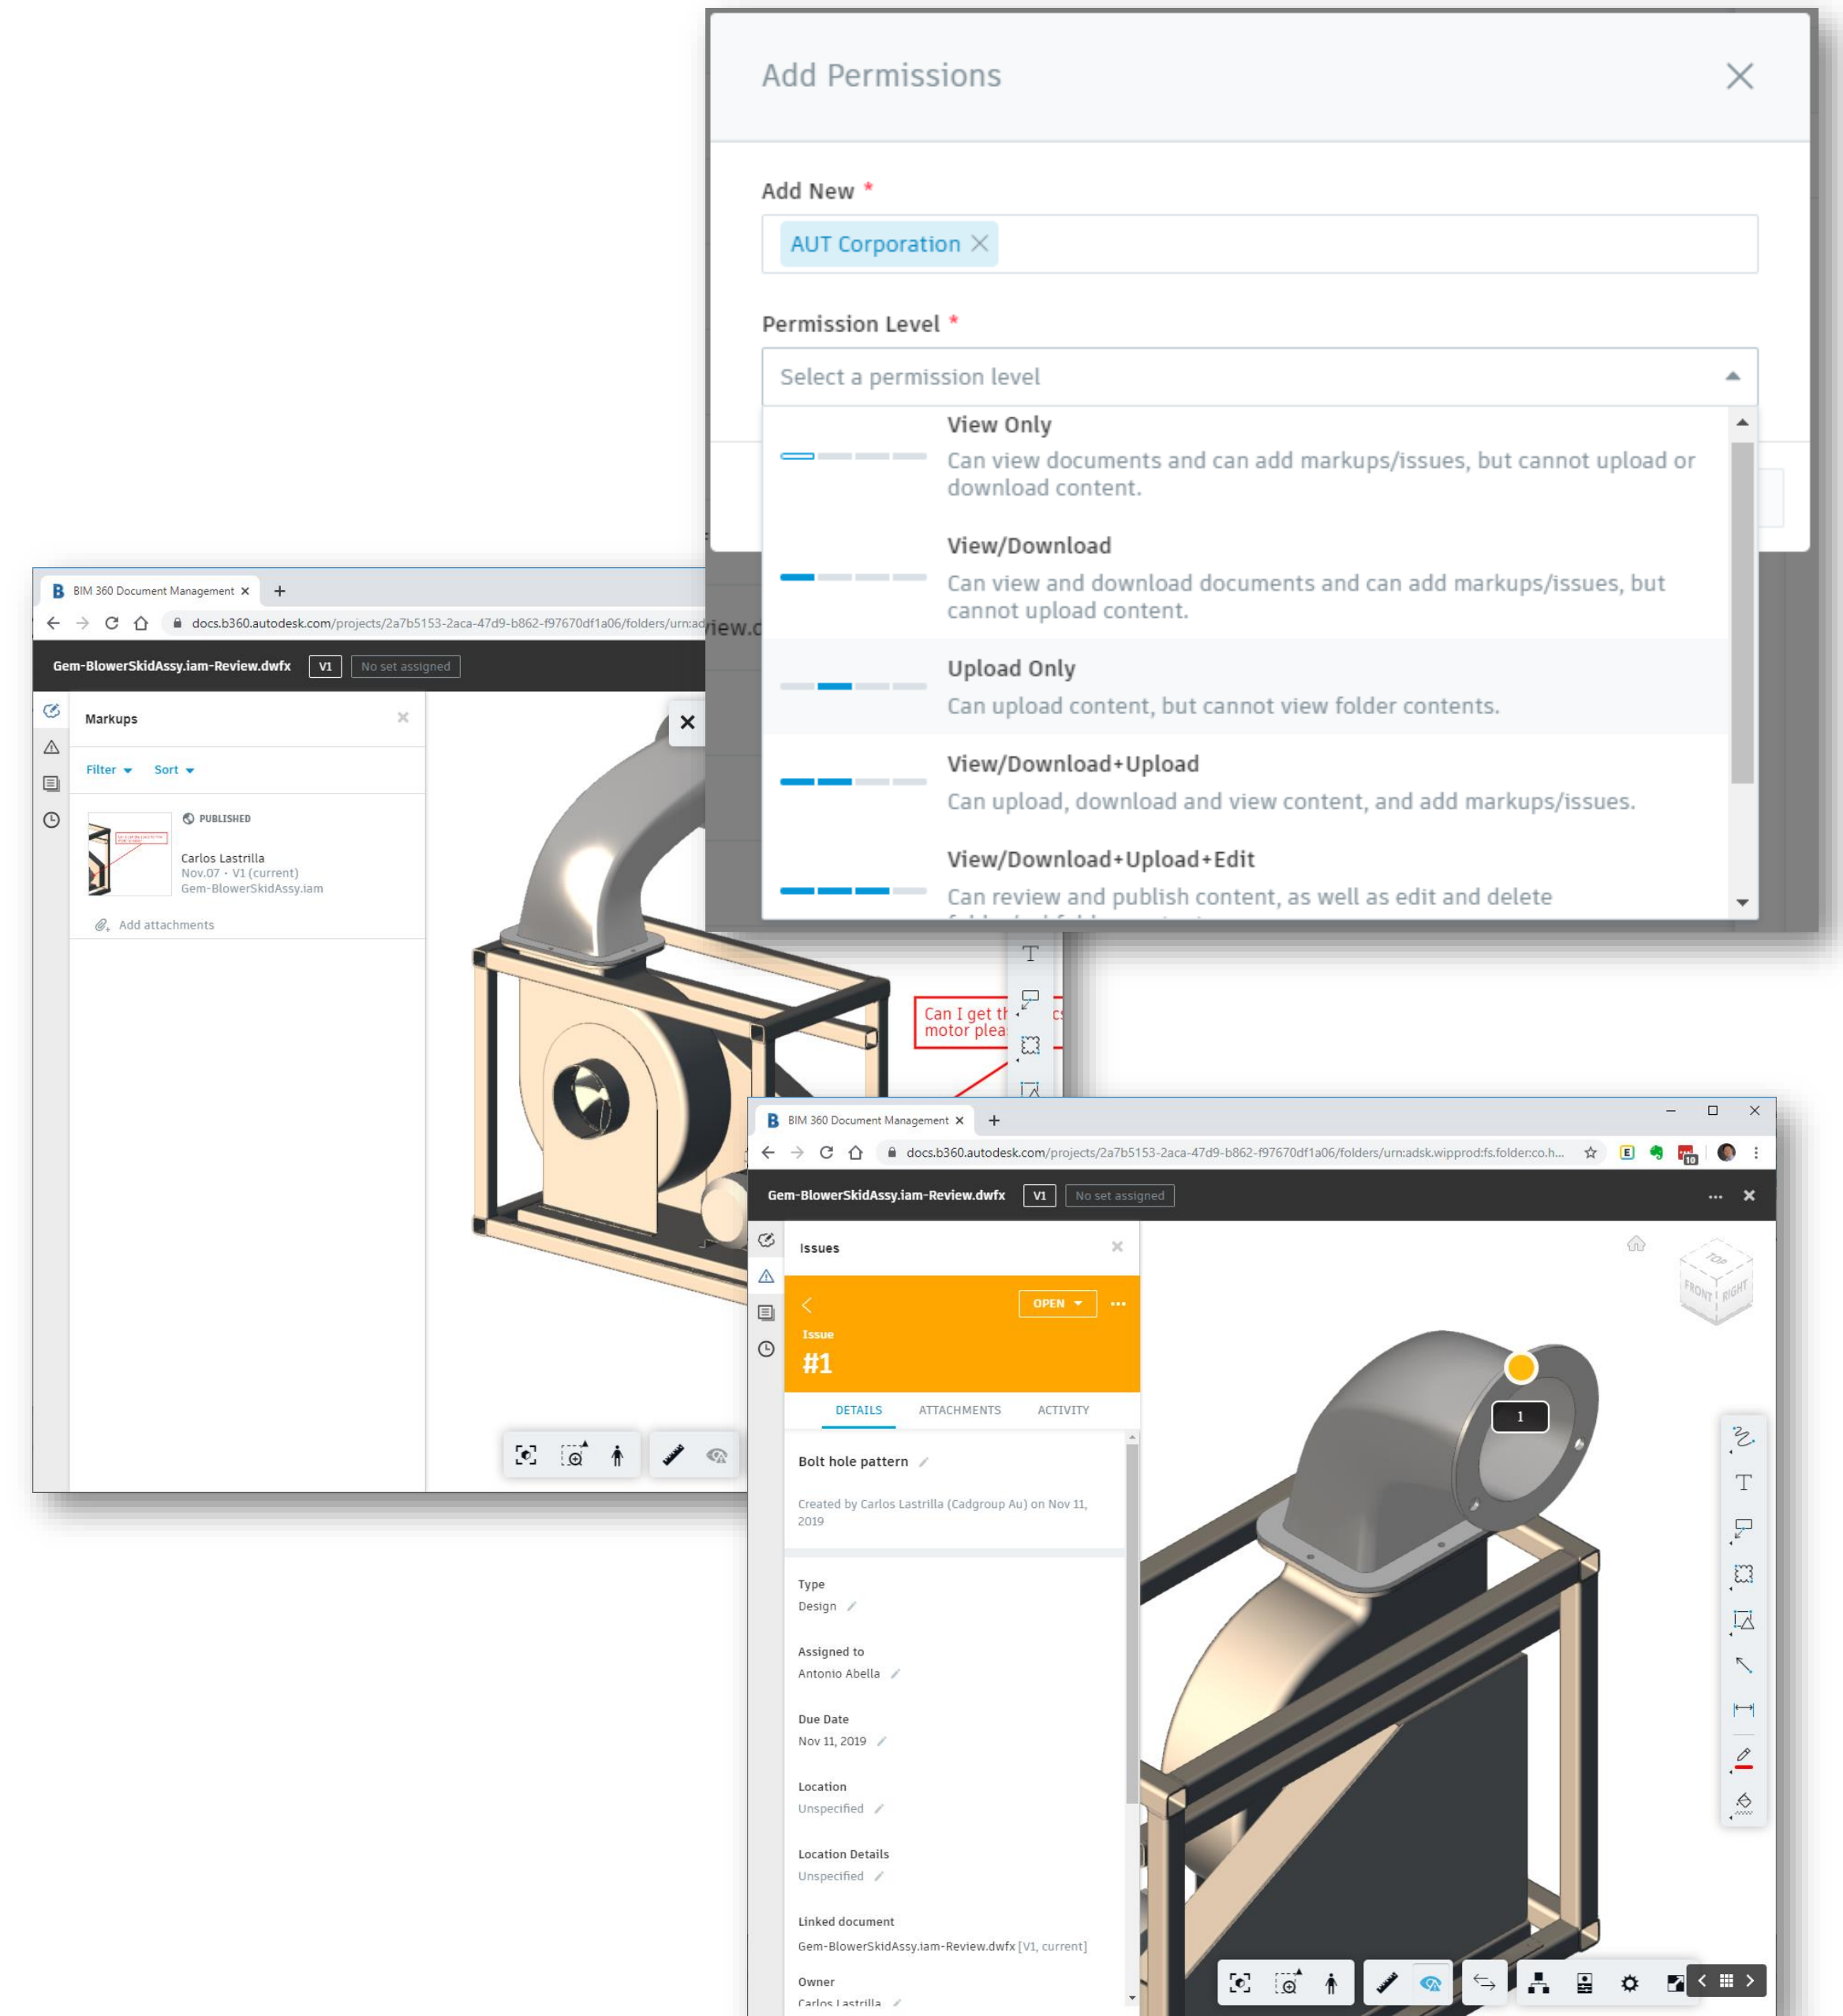 Add Permissions
Add New *
AUT Corporation
Permission Level *
Select a permission level
View Only
Can view documents and can add markups/issues, but cannot upload or
download content.
View/Download
Can view and download documents and can add markups/issues, but
cannot upload content.
Upload Only
Can upload content, but cannot view folder contents.
View/Download+Upload
Can upload, download and view content, and add markups/issues.
View/Download+Upload+Edit
Can review and publish content, as well as edit and delete
BIM 360 Document Management
docs.b360.autodesk.com/projects/2a7b5153-2aca-47d9-b862-f97670df1a06/folders/urn:ad
Gem-BlowerSkidAssy.iam-Review.dwfx V1 No set assigned
Markups
Filter Sort
PUBLISHED
Carlos Lastrilla
Nov.07 · V1 (current)
Gem-BlowerSkidAssy.iam
Add attachments
Can I get
motor
BIM 360 Document Management
docs.b360.autodesk.com/projects/2a7b5153-2aca-47d9-b862-f97670df1a06/folders/urn:adsk.wipprod:fs.folder:co.h...
E
10
Gem-BlowerSkidAssy.iam-Review.dwfx V1 No set assigned
Issues
OPEN
Issue
#1
DETAILS ATTACHMENTS ACTIVITY
Bolt hole pattern
Created by Carlos Lastrilla (Cadgroup Au) on Nov 11,
2019
Type
Design
Assigned to
Antonio Abella
Due Date
Nov 11, 2019
Location
Unspecified
Location Details
Unspecified
Linked document
Gem-BlowerSkidAssy.iam-Review.dwfx [V1, current]
Owner
Carlos Lastrilla
TOP
FRONT RIGHT
1